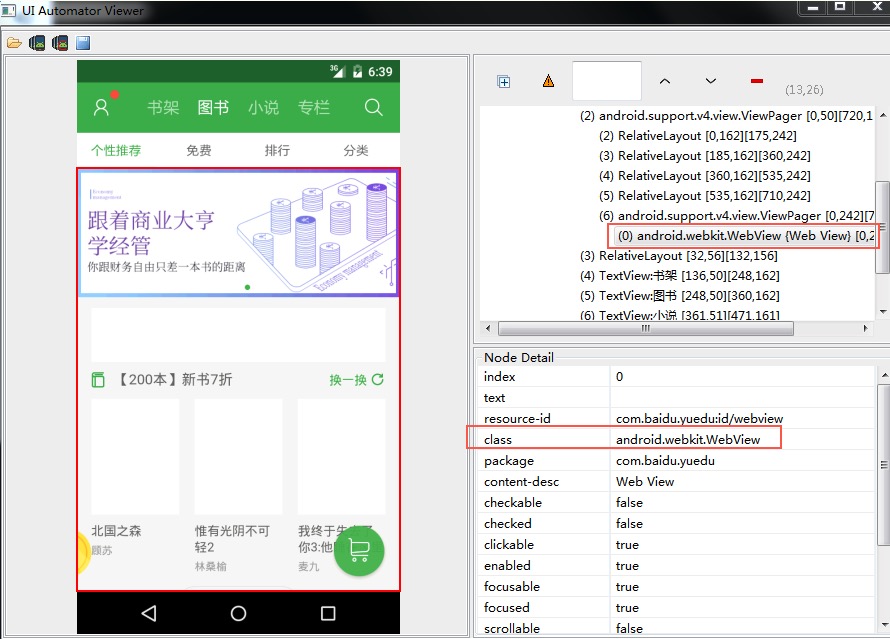 UI Automator Viewer
3G 6:39
书架 图书 小说 专栏
个性推荐 免费 排行 分类
Economy
management
跟着商业大亨
学经管
你跟财务自由只差一本书的距离
【200本】新书7折 换一换
北国之森
顾苏
惟有光阴不可
轻2
林桑榆
我终于失去了
你3:他
麦九
(13,26)
(2) android.support.v4.view.ViewPager [0,50][720,1
(2) RelativeLayout [0,162][175,242]
(3) RelativeLayout [185,162][360,242]
(4) RelativeLayout [360,162][535,242]
(5) RelativeLayout [535,162][710,242]
(6) android.support.v4.view.ViewPager [0,242][7
(0) android.webkit.WebView {Web View} [0,2
(3) RelativeLayout [32,56][132,156]
(4) TextView:书架 [136,50][248,162]
(5) TextView:图书 [248,50][360,162]
(6) TextView:小说 [361,51][471,161]
Node Detail
index 0
text
resource-id com.baidu.yuedu:id/webview
class android.webkit.WebView
package com.baidu.yuedu
content-desc Web View
checkable false
checked false
clickable true
enabled true
focusable true
focused true
scrollable false